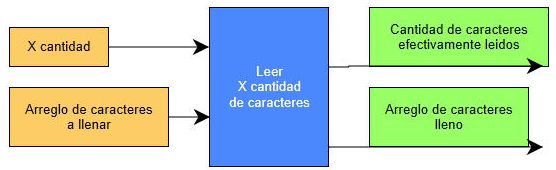 X cantidad
Arreglo de caracteres
a llenar
Leer
X cantidad
de caracteres
Cantidad de caracteres
efectivamente leidos
Arreglo de caracteres
lleno